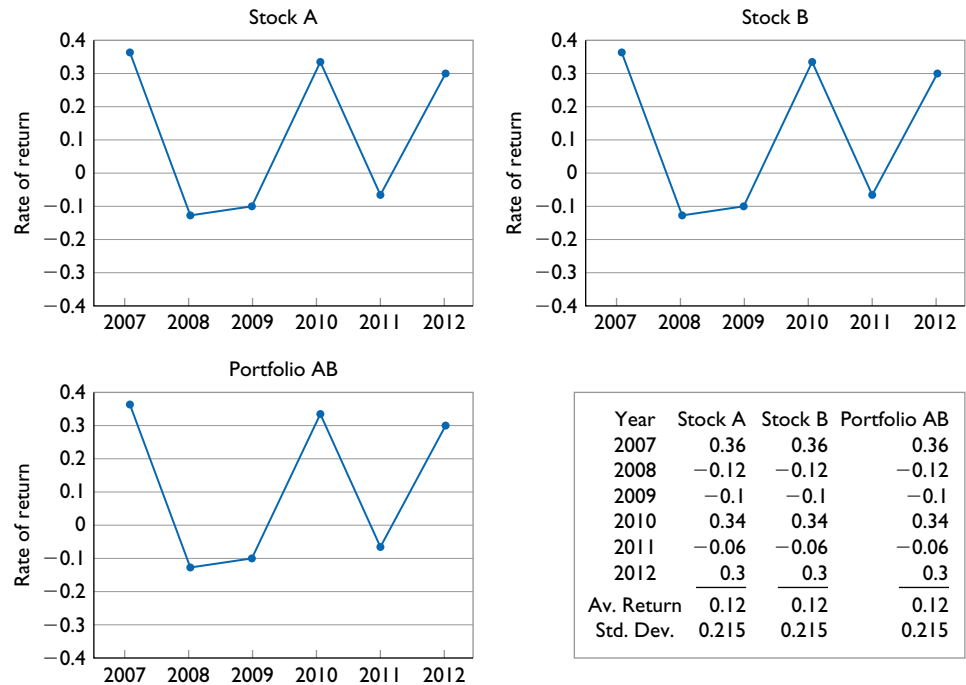 Stock A
Rate of return
0.4
0.3
0.2
0.1
0
−0.1
−0.2
−0.3
−0.4
2007 2008 2009 2010 2011 2012
Stock B
Rate of return
0.4
0.3
0.2
0.1
0
−0.1
−0.2
−0.3
−0.4
2007 2008 2009 2010 2011 2012
Portfolio AB
Rate of return
0.4
0.3
0.2
0.1
0
−0.1
−0.2
−0.3
−0.4
2007 2008 2009 2010 2011 2012
Year Stock A Stock B Portfolio AB
2007 0.36 0.36 0.36
2008 −0.12 −0.12 −0.12
2009 −0.1 −0.1 −0.1
2010 0.34 0.34 0.34
2011 −0.06 −0.06 −0.06
2012 0.3 0.3 0.3
Av. Return 0.12 0.12 0.12
Std. Dev. 0.215 0.215 0.215